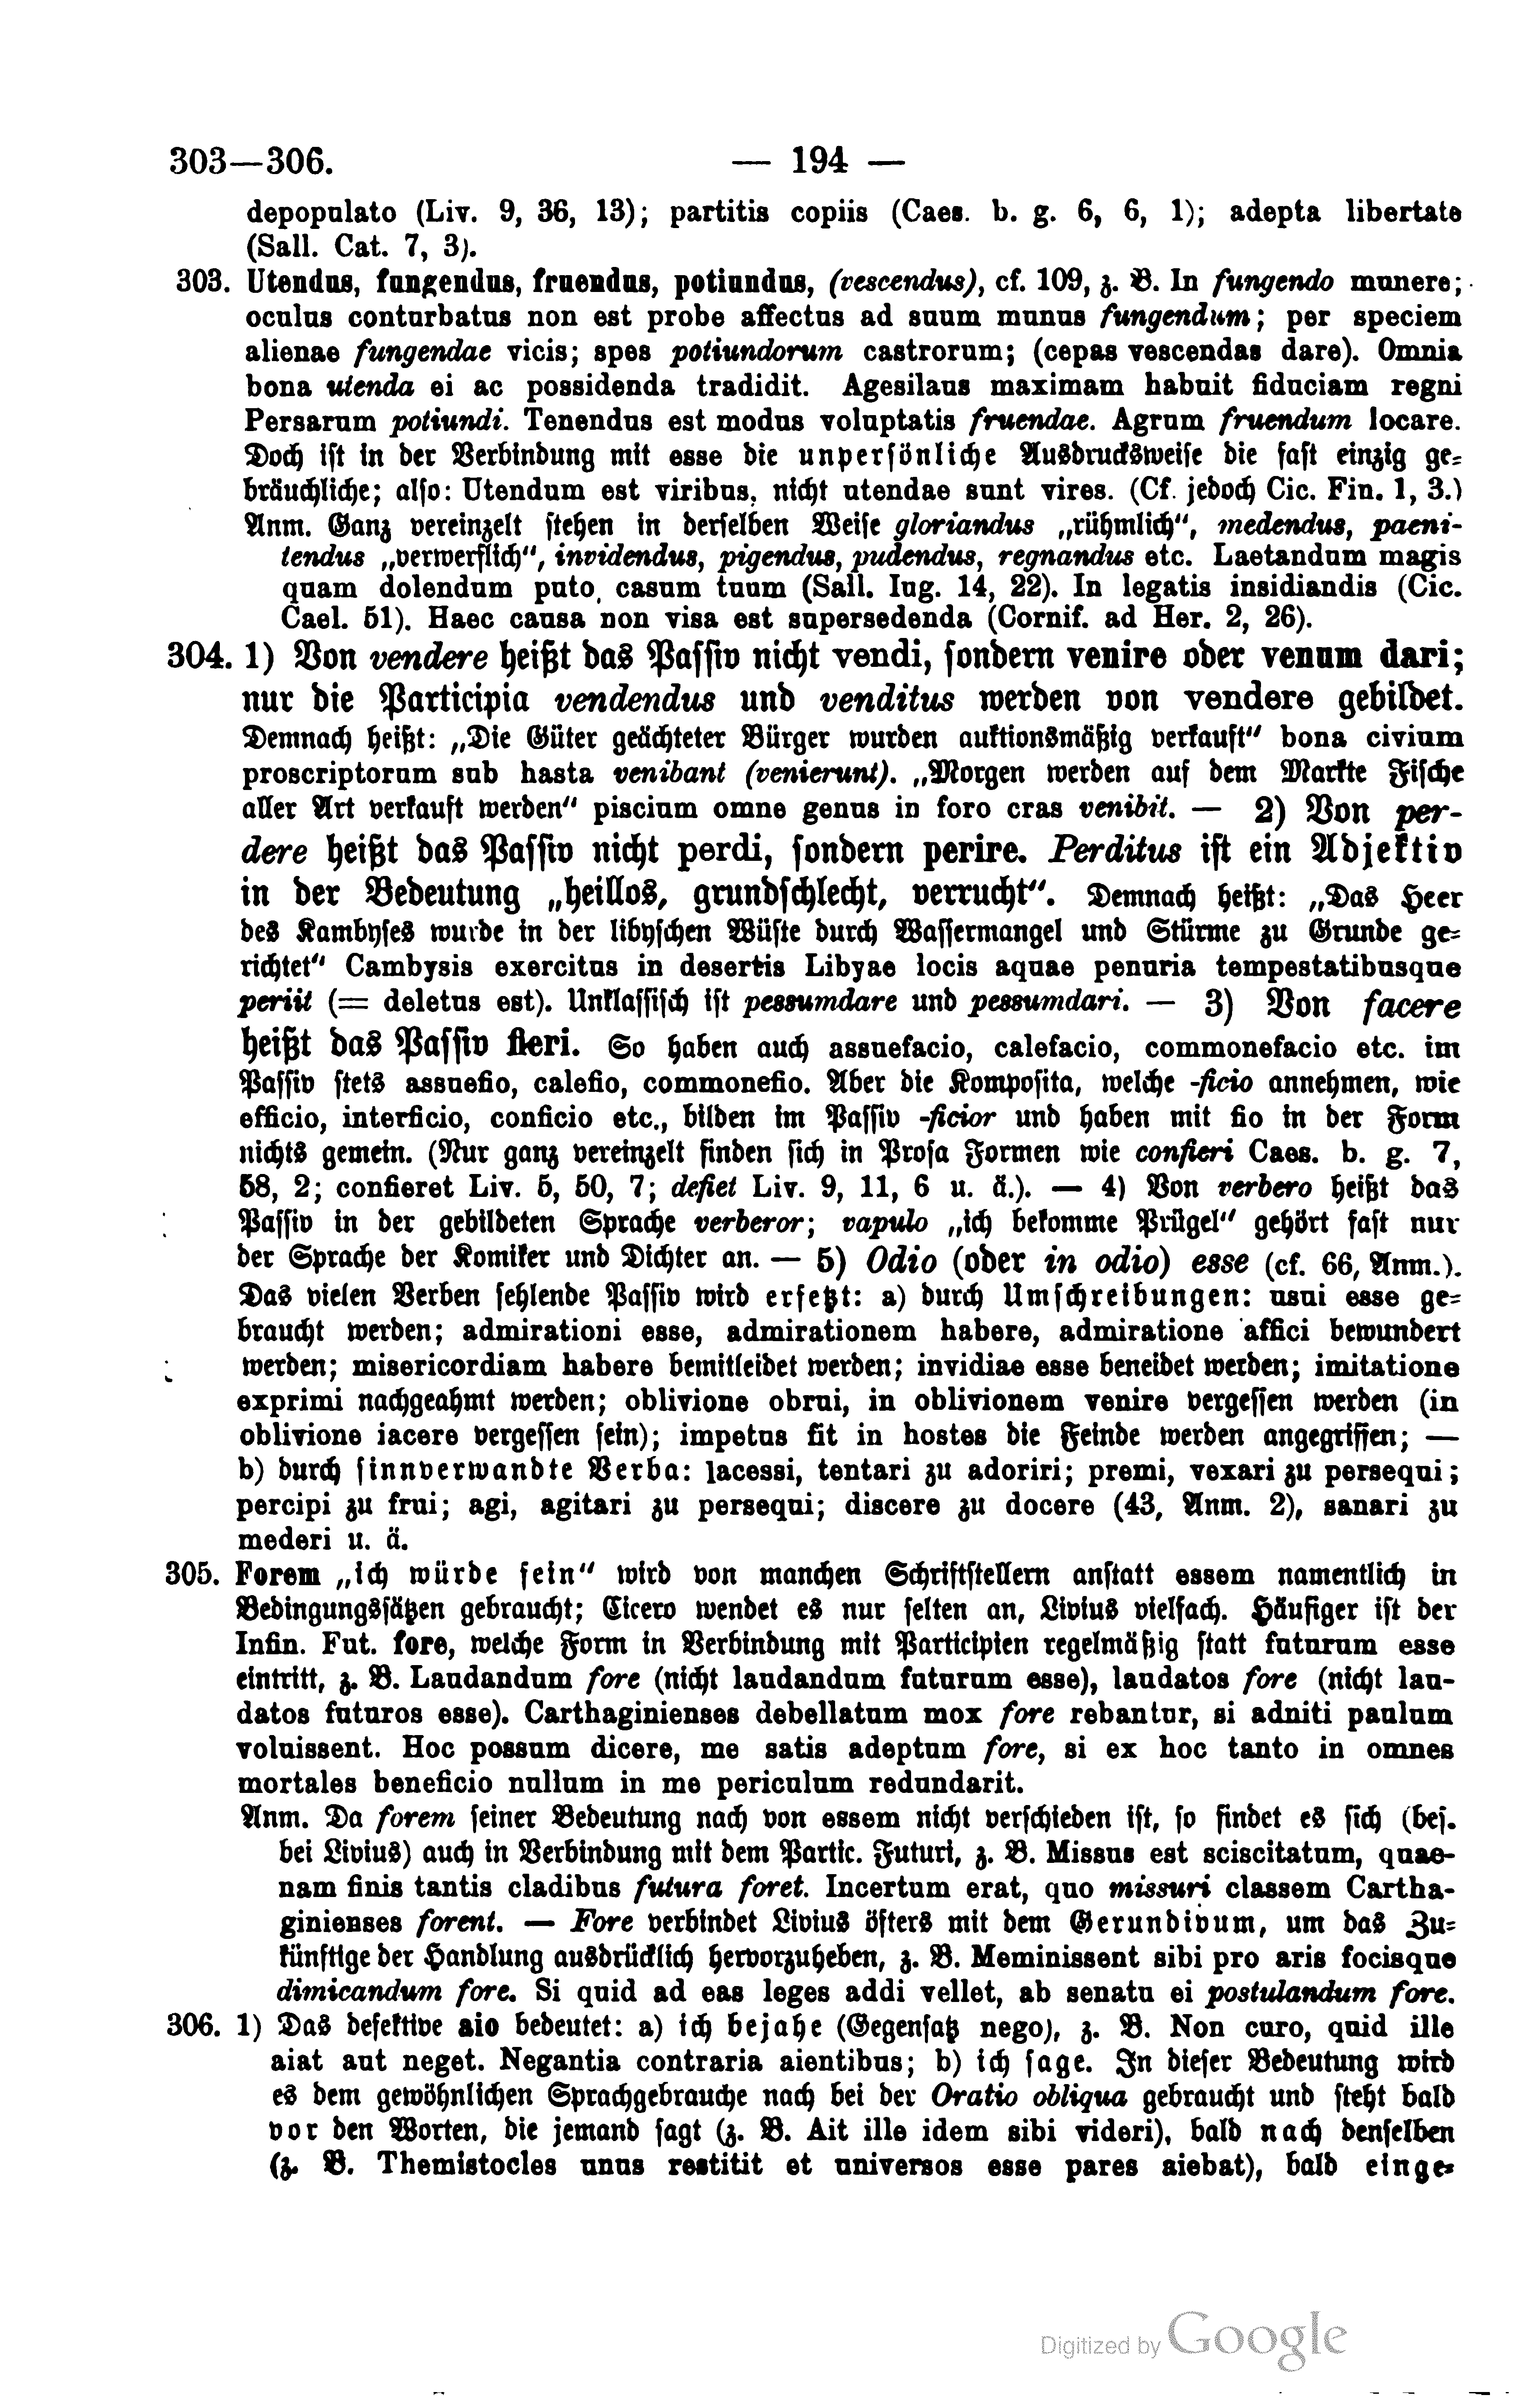 303—306. — 194 —
depopulato (Liv. 9, 36, 13); partitis copiis (Caes. b. g. 6, 6, 1); adepta libertate
(Sall. Cat. 7, 3).
303. Utendus, fungendus, fruendus, potiundus, (vescendus), cf. 109, z. B. In fungendo munere;
oculus conturbatus non est probe affectus ad suum munus fungendum; per speciem
alienae fungendae vicis; spes potiundorum castrorum; (cepas vescendas dare). Omnia
bona utenda ei ac possidenda tradidit. Agesilaus maximam habuit fiduciam regni
Persarum potiundi. Tenendus est modus voluptatis fruendae. Agrum fruendum locare.
Doch ist in der Verbindung mit esse die unpersönliche Ausdrucksweise die fast einzig ge-
bräuchliche; also: Utendum est viribus, nicht utendae sunt vires. (Cf. jedoch Cic. Fin. 1, 3.)
Anm. Ganz vereinzelt stehen in derselben Weise gloriandus „rühmlich“, medendus, paeni-
tendus „verwerflich“, invidendus, pigendus, pudendus, regnandus etc. Laetandum magis
quam dolendum puto casum tuum (Sall. Iug. 14, 22). In legatis insidiandis (Cic.
Cael. 51). Haec causa non visa est supersedenda (Cornif. ad Her. 2, 26).
304. 1) Von vendere heißt das Passiv nicht vendi, sondern venire oder venum dari;
nur die Participia vendendus und venditus werden von vendere gebildet.
Demnach heißt: „Die Güter geächteter Bürger wurden auktionsmäßig verkauft“ bona civium
proscriptorum sub hasta venibant (venierunt). „Morgen werden auf dem Markte Fische
aller Art verkauft werden“ piscium omne genus in foro cras venibit. — 2) Von per-
dere heißt das Passiv nicht perdi, sondern perire. Perditus ist ein Adjektiv
in der Bedeutung „heillos, grundschlecht, verrucht“. Demnach heißt: „Das Heer
des Kambyses wurde in der libyschen Wüste durch Wassermangel und Stürme zu Grunde ge-
richtet“ Cambysis exercitus in desertis Libyae locis aquae penuria tempestatibusque
periit (= deletus est). Unklassisch ist pessumdare und pessumdari. — 3) Von facere
heißt das Passiv fieri. So haben auch assuefacio, calefacio, commonefacio etc. im
Passiv stets assuefio, calefio, commonefio. Aber die Komposita, welche -ficio annehmen, wie
efficio, interficio, conficio etc., bilden im Passiv -ficior und haben mit fio in der Form
nichts gemein. (Nur ganz vereinzelt finden sich in Prosa Formen wie confieri Caes. b. g. 7,
58, 2; confieret Liv. 5, 50, 7; defiet Liv. 9, 11, 6 u. ä.). — 4) Von verbero heißt das
Passiv in der gebildeten Sprache verberor; vapulo „ich bekomme Prügel“ gehört fast nur
der Sprache der Komiker und Dichter an. — 5) Odio (oder in odio) esse (cf. 66, Anm.).
Das vielen Verben fehlende Passiv wird ersetzt: a) durch Umschreibungen: usui esse ge-
braucht werden; admirationi esse, admirationem habere, admiratione affici bewundert
werden; misericordiam habere bemitleidet werden; invidiae esse beneidet werden; imitatione
exprimi nachgeahmt werden; oblivione obrui, in oblivionem venire vergessen werden (in
oblivione iacere vergessen sein); impetus fit in hostes die Feinde werden angegriffen; —
b) durch sinnverwandte Verba: lacessi, tentari zu adoriri; premi, vexari zu persequi;
percipi zu frui; agi, agitari zu persequi; discere zu docere (43, Anm. 2), sanari zu
mederi u. ä.
305. Forem „ich würde sein“ wird von manchen Schriftstellern anstatt essem namentlich in
Bedingungssätzen gebraucht; Cicero wendet es nur selten an, Livius vielfach. Häufiger ist der
Infin. Fut. fore, welche Form in Verbindung mit Participien regelmäßig statt futurum esse
eintritt, z. B. Laudandum fore (nicht laudandum futurum esse), laudatos fore (nicht lau-
datos futuros esse). Carthaginienses debellatum mox fore rebantur, si adniti paulum
voluissent. Hoc possum dicere, me satis adeptum fore, si ex hoc tanto in omnes
mortales beneficio nullum in me periculum redundarit.
Anm. Da forem seiner Bedeutung nach von essem nicht verschieden ist, so findet es sich (bes.
bei Livius) auch in Verbindung mit dem Partic. Futuri, z. B. Missus est sciscitatum, quae-
nam finis tantis cladibus futura foret. Incertum erat, quo missuri classem Cartha-
ginienses forent. — Fore verbindet Livius öfters mit dem Gerundivum, um das Zu-
künftige der Handlung ausdrücklich hervorzuheben, z. B. Meminissent sibi pro aris focisque
dimicandum fore. Si quid ad eas leges addi vellet, ab senatu ei postulandum fore.
306. 1) Das defektive aio bedeutet: a) ich bejahe (Gegensatz nego), z. B. Non curo, quid ille
aiat aut neget. Negantia contraria aientibus; b) ich sage. In dieser Bedeutung wird
es dem gewöhnlichen Sprachgebrauche nach bei der Oratio obliqua gebraucht und steht bald
vor den Worten, die jemand sagt (z. B. Ait ille idem sibi videri), bald nach denselben
(z. B. Themistocles unus restitit et universos esse pares aiebat), bald einge-
Digitized by Google